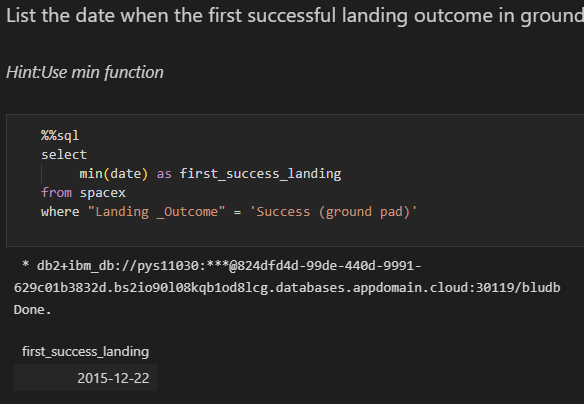 List the date when the first successful landing outcome in ground
Hint:Use min function
%%sql
select
min(date) as first_success_landing
from spacex
where "Landing _Outcome" = 'Success (ground pad)'
* db2+ibm_db://pys11030:***@824dfd4d-99de-440d-9991-
629c01b3832d.bs2io90l08kqb1od8lcg.databases.appdomain.cloud:30119/bludb
Done.
first_success_landing
2015-12-22